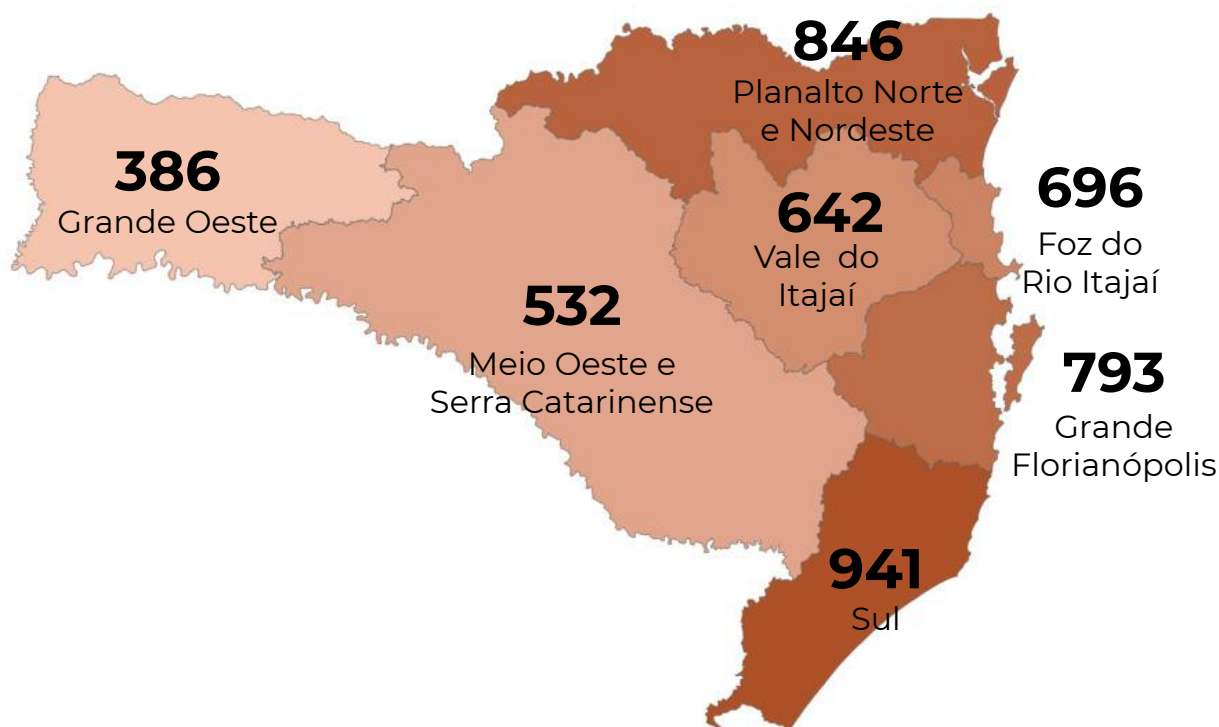 846
Planalto Norte
e Nordeste
386
Grande Oeste
696
Foz do
Rio Itajaí
642
Vale do
Itajaí
532
Meio Oeste e
Serra Catarinense
793
Grande
Florianópolis
941
Sul